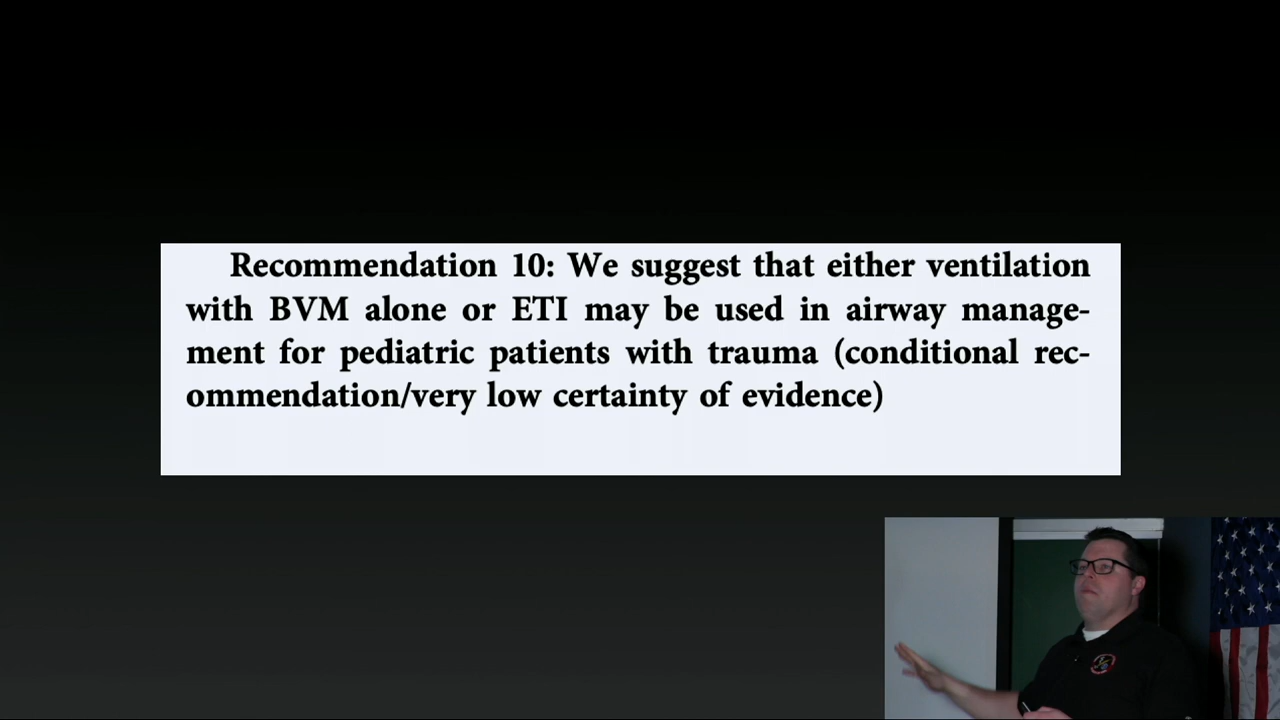 Recommendation 10: We suggest that either ventilation
with BVM alone or ETI may be used in airway manage-
ment for pediatric patients with trauma (conditional rec-
ommendation/very low certainty of evidence)